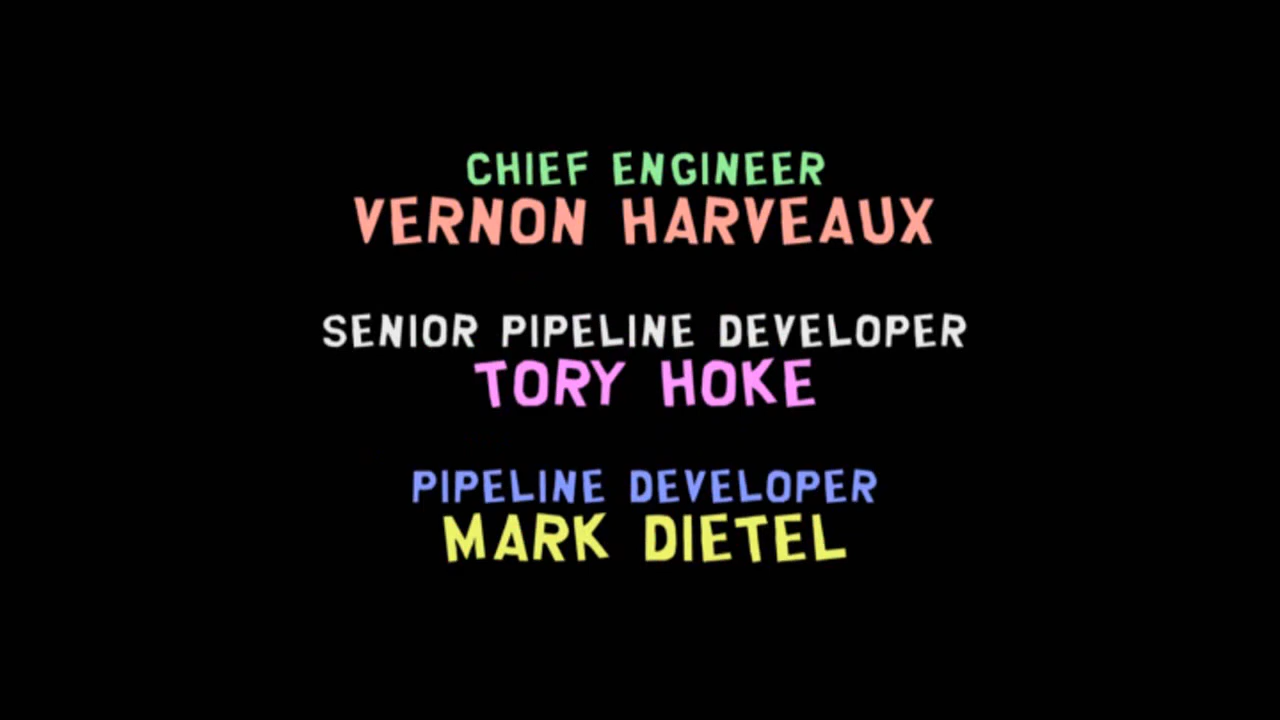 CHIEF ENGINEER
VERNON HARVEAUX
SENIOR PIPELINE DEVELOPER
TORY HOKE
PIPELINE DEVELOPER
MARK DIETEL